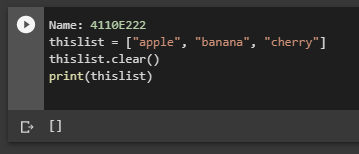 Name: 4110E222
thislist = ["apple", "banana", "cherry"]
thislist.clear()
print(thislist)
[]